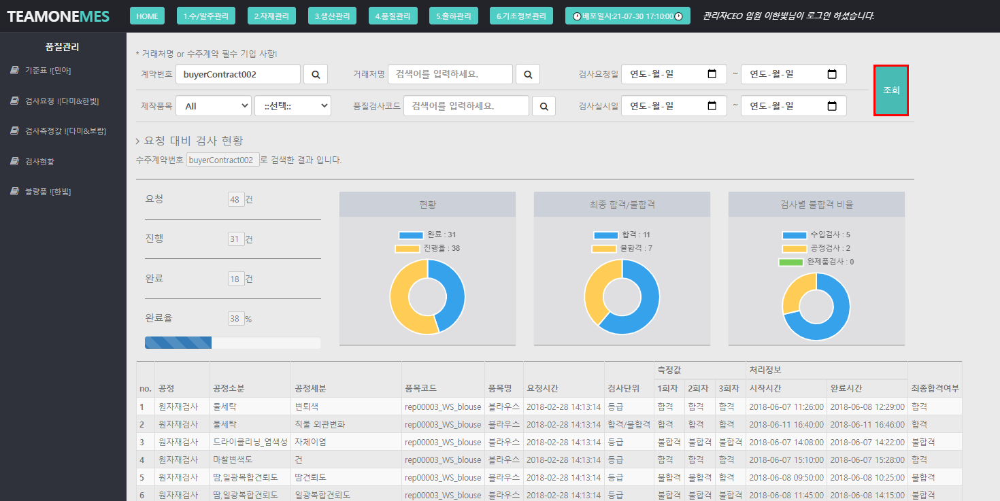 TEAMONEMES HOME 1.수/발주관리 2.자재관리 3.생산관리 4.품질관리 5.출하관리 6.기초정보관리 배포일시:21-07-30 17:10:00 관리자CEO 임원 이한빛님이 로그인 하셨습니다.
품질관리
기준표 ![민아]
검사요청 ![다미&한빛]
검사측정값 ![다미&보람]
검사현황
불량품 ![한빛]
* 거래처명 or 수주계약 필수 기입 사항!
계약번호 buyerContract002 거래처명 검색어를 입력하세요. 검사요청일 연도-월-일 ~ 연도-월-일
조회
제작품목 All ::선택:: 품질검사코드 검색어를 입력하세요. 검사실시일 연도-월-일 ~ 연도-월-일
> 요청 대비 검사 현황
수주계약번호 buyerContract002 로 검색한 결과 입니다.
요청 48 건
진행 31 건
완료 18 건
완료율 38 %
현황
완료 : 31
진행율 : 38
최종 합격/불합격
합격 : 11
불합격 : 7
검사별 불합격 비율
수입검사 : 5
공정검사 : 2
완제품검사 : 0
측정값 처리정보
no. 공정 공정소분 공정세분 품목코드 품목명 요청시간 검사단위 1회차 2회차 3회차 시작시간 완료시간 최종합격여부
1 원자재검사 물세탁 변퇴색 rep00003_WS_blouse 블라우스 2018-02-28 14:13:14 등급 합격 합격 합격 2018-06-07 11:26:00 2018-06-08 12:29:00 합격
2 원자재검사 물세탁 직물 외관변화 rep00003_WS_blouse 블라우스 2018-02-28 14:13:14 합격/불합격 합격 합격 합격 2018-06-11 16:40:00 2018-06-11 16:46:00 합격
3 원자재검사 드라이클리닝_염색성 자체이염 rep00003_WS_blouse 블라우스 2018-02-28 14:13:14 등급 불합격 불합격 불합격 2018-06-07 14:08:00 2018-06-07 14:22:00 불합격
4 원자재검사 마찰변색도 건 rep00003_WS_blouse 블라우스 2018-02-28 14:13:14 등급 합격 합격 합격 2018-06-07 15:10:00 2018-06-07 15:28:00 합격
5 원자재검사 땀,일광복합견뢰도 땀견뢰도 rep00003_WS_blouse 블라우스 2018-02-28 14:13:14 등급 불합격 불합격 합격 2018-06-08 09:50:00 2018-06-08 10:25:00 불합격
6 원자재검사 땀,일광복합견뢰도 일광복합견뢰도 rep00003_WS_blouse 블라우스 2018-02-28 14:13:14 등급 불합격 불합격 불합격 2018-06-08 11:45:00 2018-06-08 14:15:00 불합격